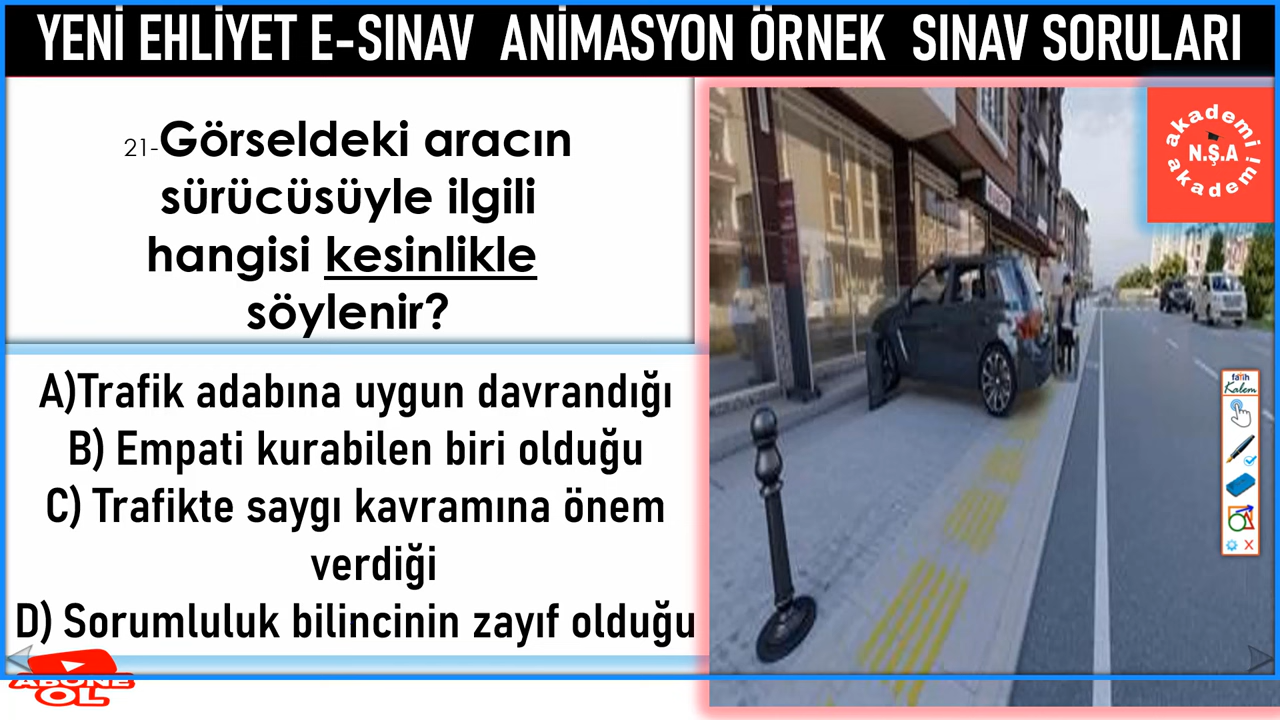 YENİ EHLİYET E-SINAV ANİMASYON ÖRNEK SINAV SORULARI
21-Görseldeki aracın
sürücüsüyle ilgili
hangisi kesinlikle
söylenir?
A)Trafik adabına uygun davrandığı
B) Empati kurabilen biri olduğu
C) Trafikte saygı kavramına önem
verdiği
D) Sorumluluk bilincinin zayıf olduğu
akademi
N.Ş.A
akademi
fatih
Kalem
ABONE
OL